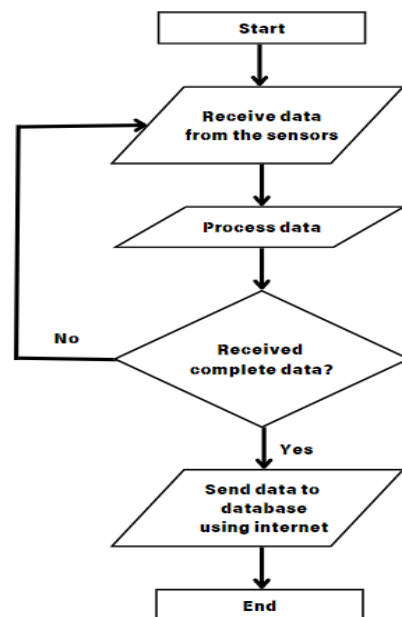 Start
Receive data
from the sensors
Process data
Received
complete data?
No
Yes
Send data to
database
using internet
End